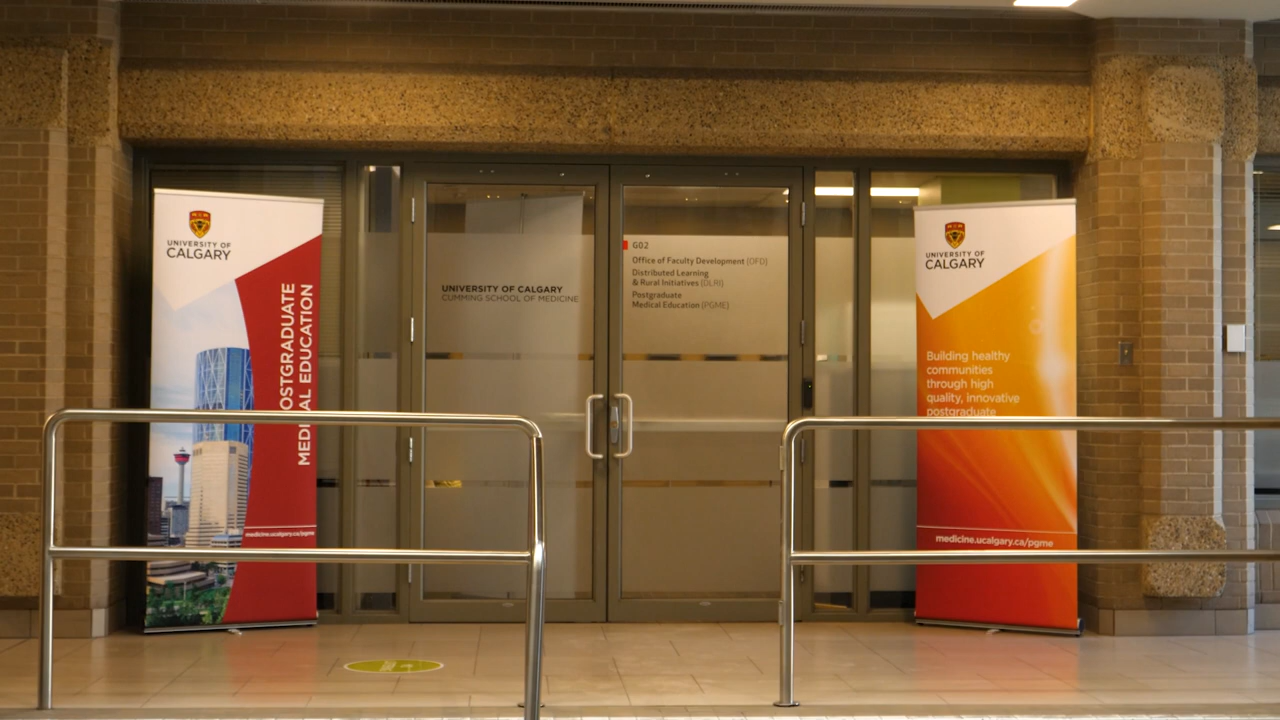 UNIVERSITY OF
CALGARY
POSTGRADUATE
MEDICAL EDUCATION
medicine.ucalgary.ca/pgme
UNIVERSITY OF CALGARY
CUMMING SCHOOL OF MEDICINE
G02
Office of Faculty Development (OFD)
Distributed Learning
& Rural Initiatives (DLRI)
Postgraduate
Medical Education (PGME)
UNIVERSITY OF
CALGARY
Building healthy
communities
through high
quality, innovative
postgraduate
medicine.ucalgary.ca/pgme